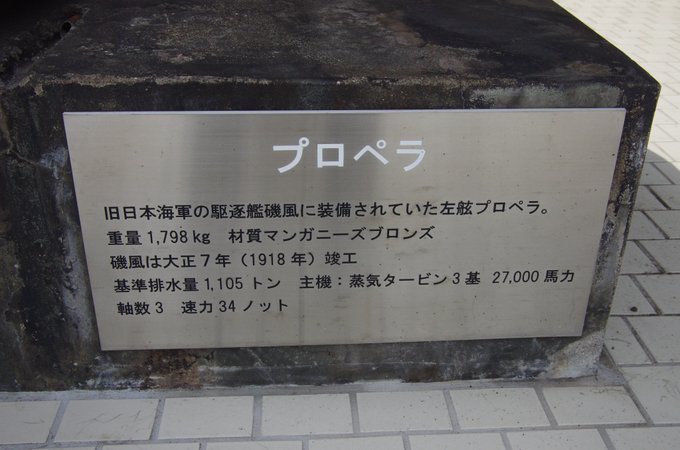 プロペラ
旧日本海軍の駆逐艦磯風に装備されていた左舷プロペラ。
重量 1,798 kg　材質マンガニーズブロンズ
磯風は大正７年（1918 年）竣工
基準排水量 1,105 トン　主機：蒸気タービン 3 基　27,000 馬力
軸数 3　速力 34 ノット